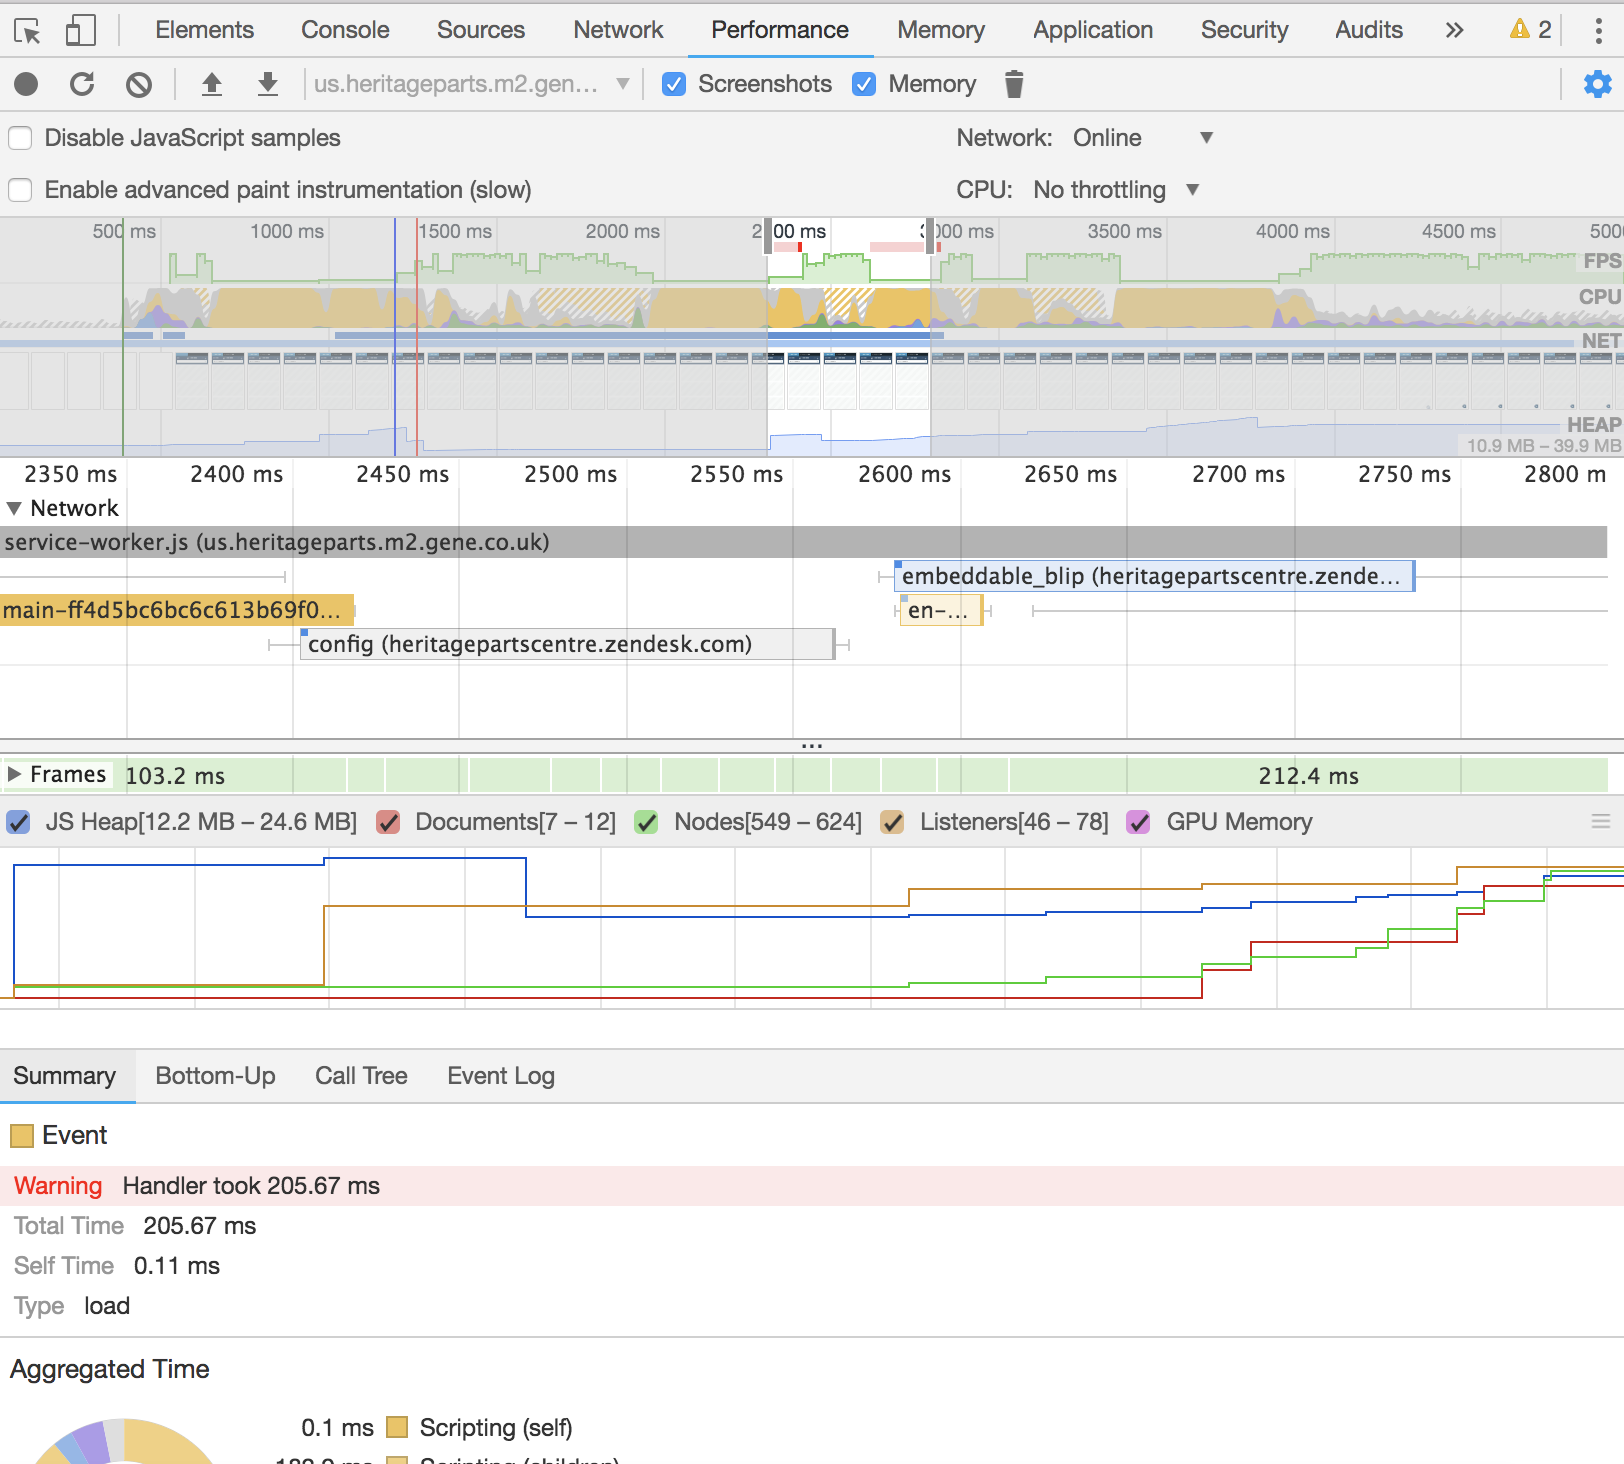 Elements Console Sources Network Performance Memory Application Security Audits » 2
us.heritageparts.m2.gen... Screenshots Memory
Disable JavaScript samples Network: Online
Enable advanced paint instrumentation (slow) CPU: No throttling
500 ms 1000 ms 1500 ms 2000 ms 00 ms 000 ms 3500 ms 4000 ms 4500 ms 500
FPS
CPU
NET
HEAP
10.9 MB – 39.9 MB
2350 ms 2400 ms 2450 ms 2500 ms 2550 ms 2600 ms 2650 ms 2700 ms 2750 ms 2800 m
Network
service-worker.js (us.heritageparts.m2.gene.co.uk)
embeddable_blip (heritagepartscentre.zende...
main-ff4d5bc6bc6c613b69f0... en-...
config (heritagepartscentre.zendesk.com)
...
Frames 103.2 ms 212.4 ms
JS Heap[12.2 MB – 24.6 MB] Documents[7 – 12] Nodes[549 – 624] Listeners[46 – 78] GPU Memory
Summary Bottom-Up Call Tree Event Log
Event
Warning Handler took 205.67 ms
Total Time 205.67 ms
Self Time 0.11 ms
Type load
Aggregated Time
0.1 ms Scripting (self)
Scripting (children)